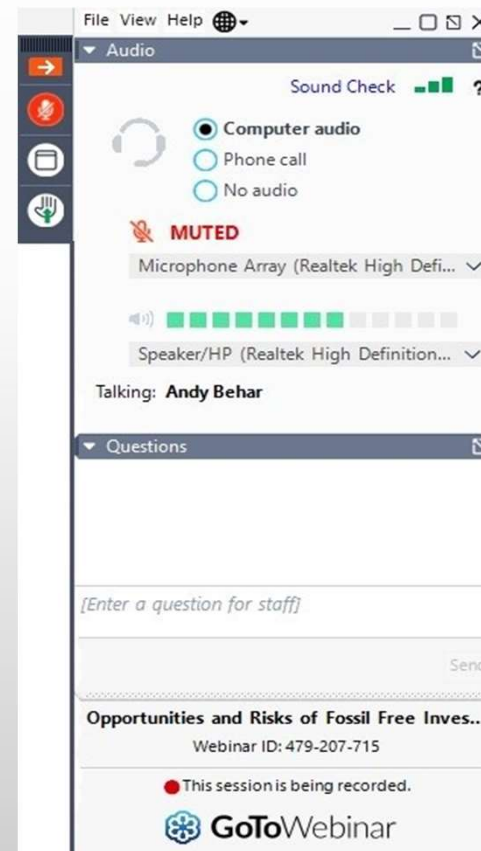 File View Help
Audio
Sound Check ?
Computer audio
Phone call
No audio
MUTED
Microphone Array (Realtek High Defi...
Speaker/HP (Realtek High Definition...
Talking: Andy Behar
Questions
[Enter a question for staff]
Send
Opportunities and Risks of Fossil Free Inves...
Webinar ID: 479-207-715
This session is being recorded.
GoToWebinar